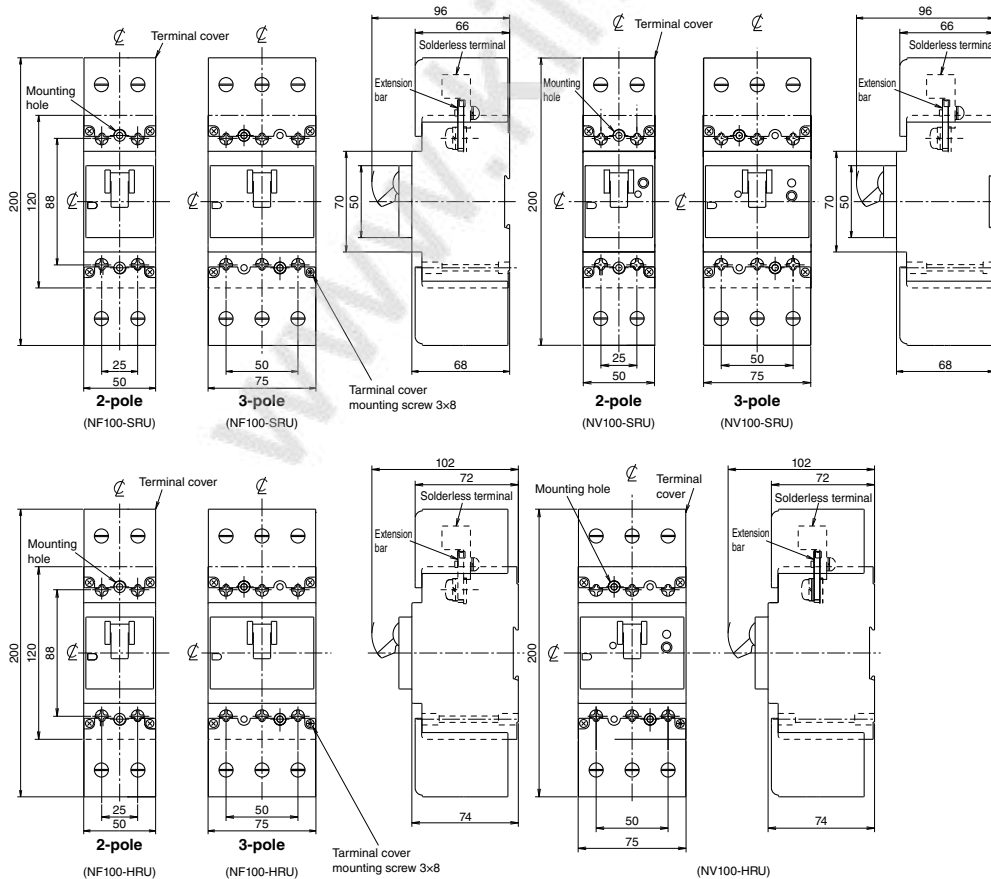 96
66
℄
℄
Terminal cover
Solderless terminal
Mounting
hole
Extension
bar
200
120
88
℄
℄
70
50
25
50
50
75
68
2-pole
3-pole
(NF100-SRU)
(NF100-SRU)
Tarminal cover
mounting screw 3×8
96
66
℄
℄
Terminal cover
Solderless terminal
Mounting
hole
Extension
bar
200
℄
℄
70
50
25
50
50
75
68
2-pole
3-pole
(NV100-SRU)
(NV100-SRU)
102
72
℄
℄
Terminal cover
Solderless terminal
Mounting
hole
Extension
bar
200
120
88
℄
℄
25
50
50
75
74
2-pole
3-pole
(NF100-HRU)
(NF100-HRU)
Tarminal cover
mounting screw 3×8
102
72
℄
Mounting hole
Terminal
cover
Solderless terminal
Extension
bar
200
℄
50
75
74
(NV100-HRU)